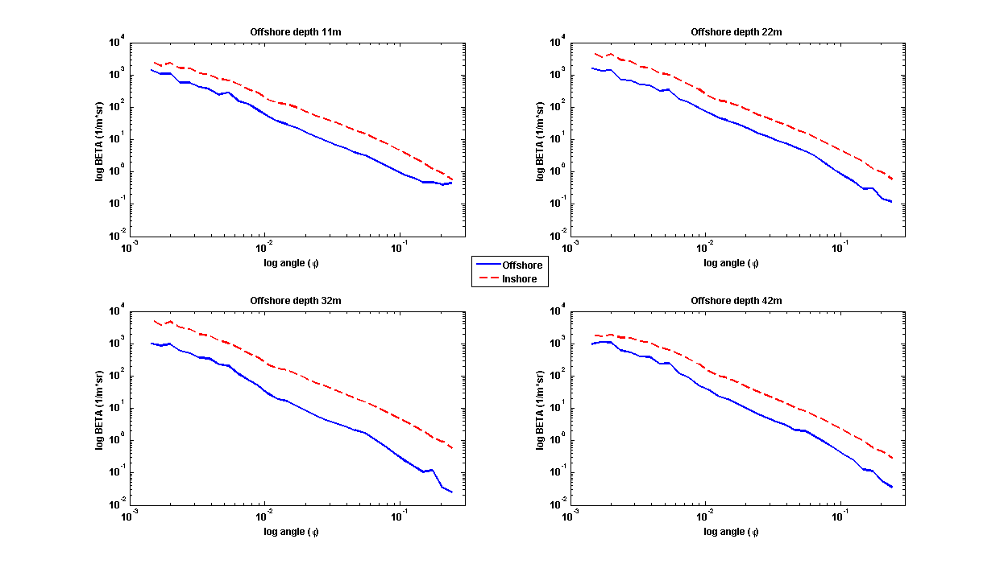 Offshore depth 11m
10^4
10^3
10^2
10^1
10^0
10^-1
10^-2
log BETA (1/m*sr)
10^-3
10^-2
10^-1
log angle (φ)
Offshore depth 22m
10^4
10^3
10^2
10^1
10^0
10^-1
10^-2
log BETA (1/m*sr)
10^-3
10^-2
10^-1
log angle (φ)
Offshore
Inshore
Offshore depth 32m
10^4
10^3
10^2
10^1
10^0
10^-1
10^-2
log BETA (1/m*sr)
10^-3
10^-2
10^-1
log angle (φ)
Offshore depth 42m
10^4
10^3
10^2
10^1
10^0
10^-1
10^-2
log BETA (1/m*sr)
10^-3
10^-2
10^-1
log angle (φ)